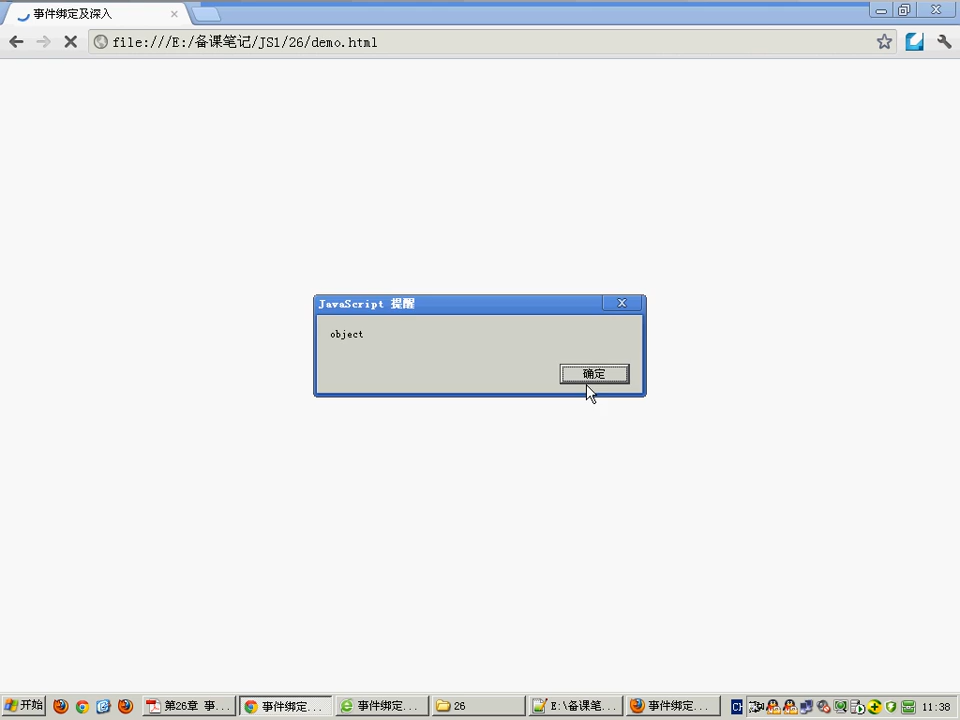 事件绑定及深入
file:///E:/备课笔记/JS1/26/demo.html
JavaScript 提醒
object
确定
开始
第26章 事...
事件绑定...
事件绑定...
26
E:\备课笔...
事件绑定...
CH
11:38